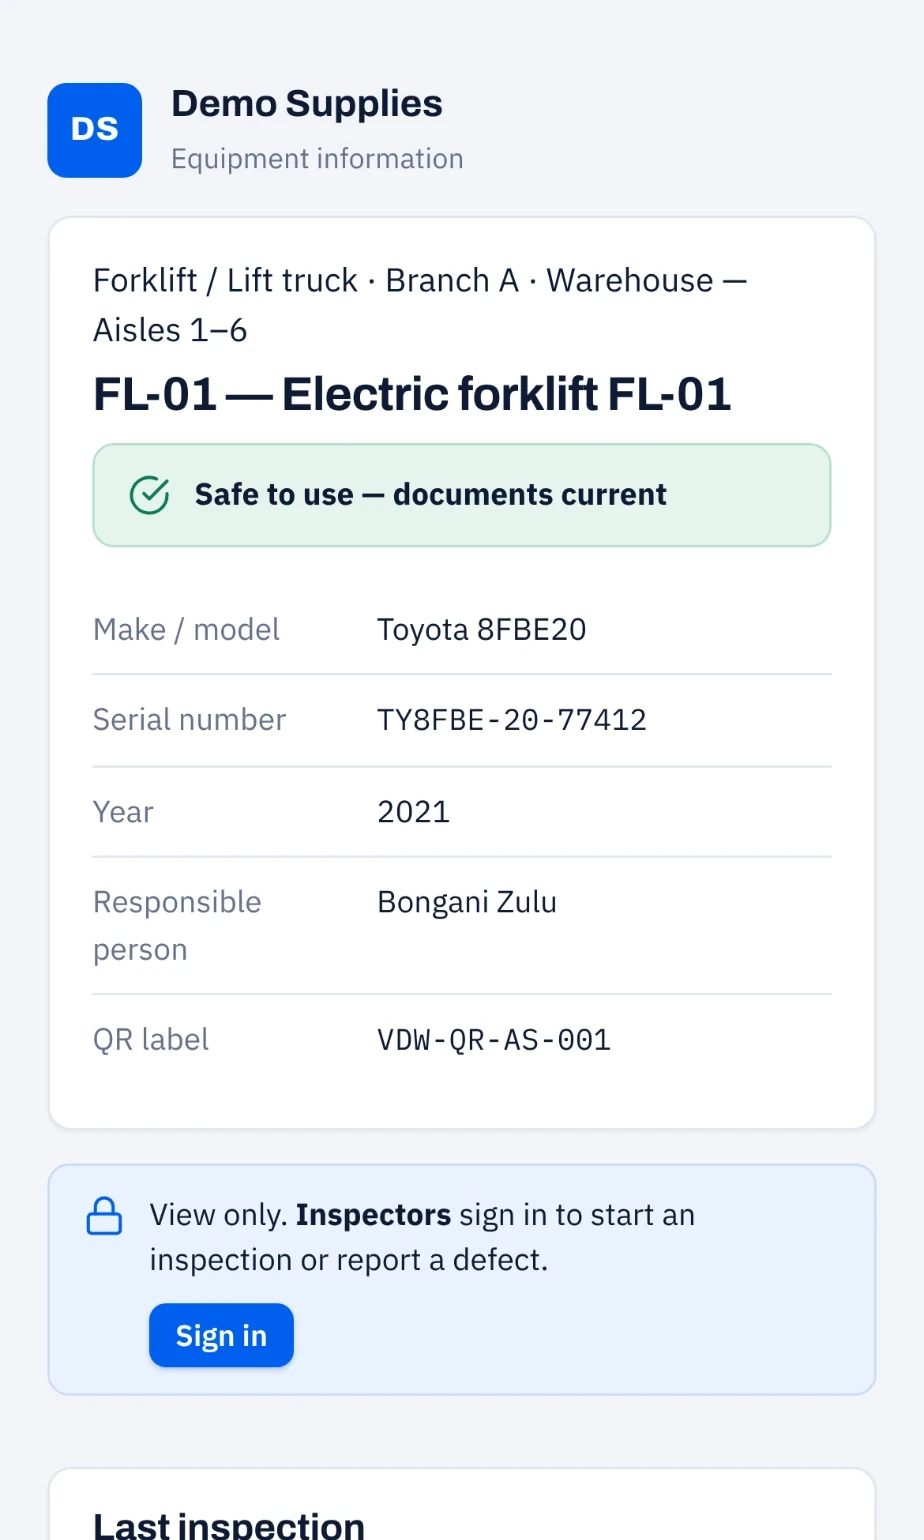 DS
Demo Supplies
Equipment information
Forklift / Lift truck · Branch A · Warehouse —
Aisles 1–6
FL-01 — Electric forklift FL-01
Safe to use — documents current
Make / model Toyota 8FBE20
Serial number TY8FBE-20-77412
Year 2021
Responsible person Bongani Zulu
QR label VDW-QR-AS-001
View only. Inspectors sign in to start an
inspection or report a defect.
Sign in
Last inspection